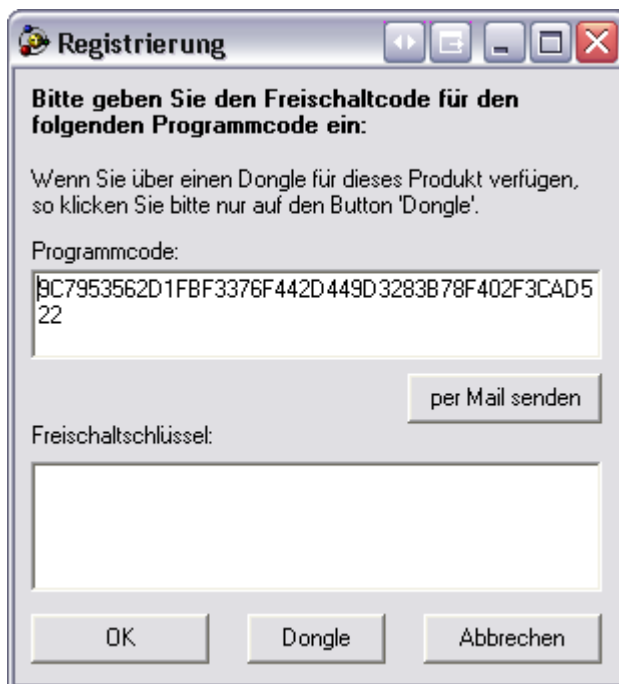 Registrierung
Bitte geben Sie den Freischaltcode für den
folgenden Programmcode ein:
Wenn Sie über einen Dongle für dieses Produkt verfügen,
so klicken Sie bitte nur auf den Button 'Dongle'.
Programmcode:
9C7953562D1FBF3376F442D449D3283B78F402F3CAD5
22
per Mail senden
Freischaltschlüssel:
OK Dongle Abbrechen